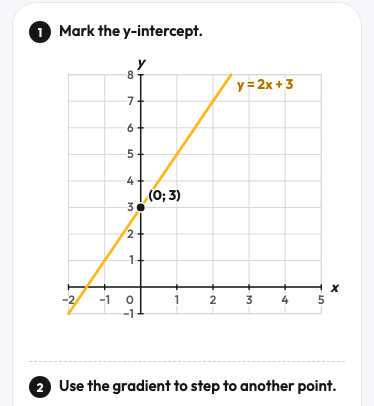 1 Mark the y-intercept.
y
8
y = 2x + 3
7
6
5
4
(0; 3)
3
2
1
x
-2 -1 0 1 2 3 4 5
-1
2 Use the gradient to step to another point.